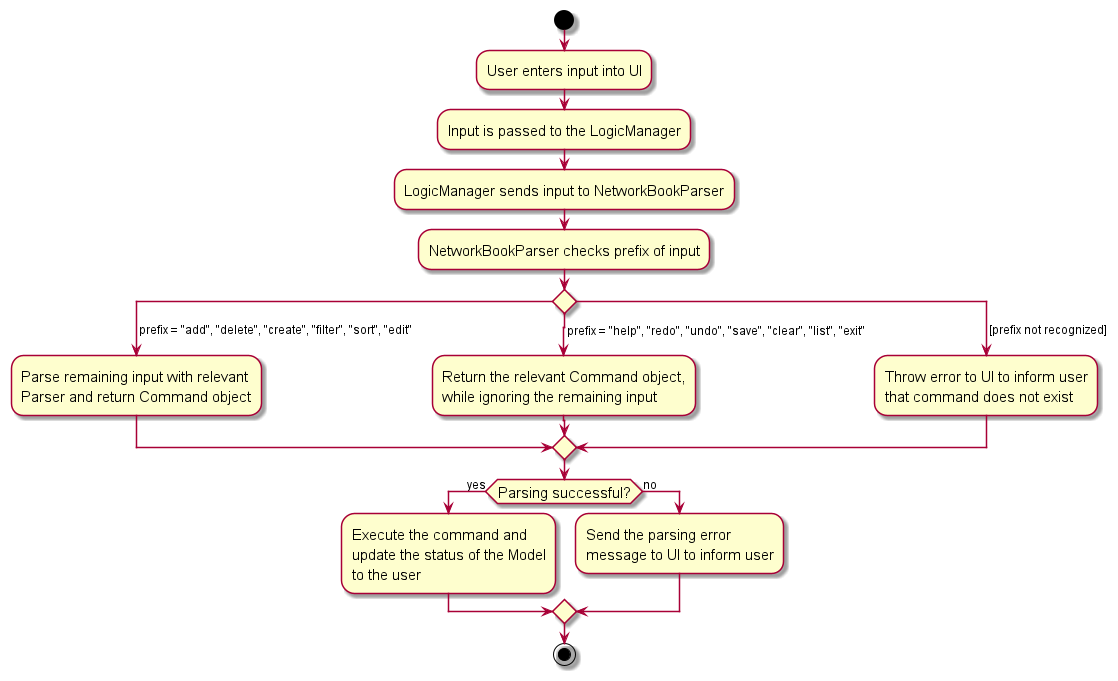 User enters input into UI
Input is passed to the LogicManager
LogicManager sends input to NetworkBookParser
NetworkBookParser checks prefix of input
prefix = "add", "delete", "create", "filter", "sort", "edit"
prefix = "help", "redo", "undo", "save", "clear", "list", "exit"
[prefix not recognized]
Parse remaining input with relevant
Parser and return Command object
Return the relevant Command object,
while ignoring the remaining input
Throw error to UI to inform user
that command does not exist
yes
Parsing successful?
no
Execute the command and
update the status of the Model
to the user
Send the parsing error
message to UI to inform user